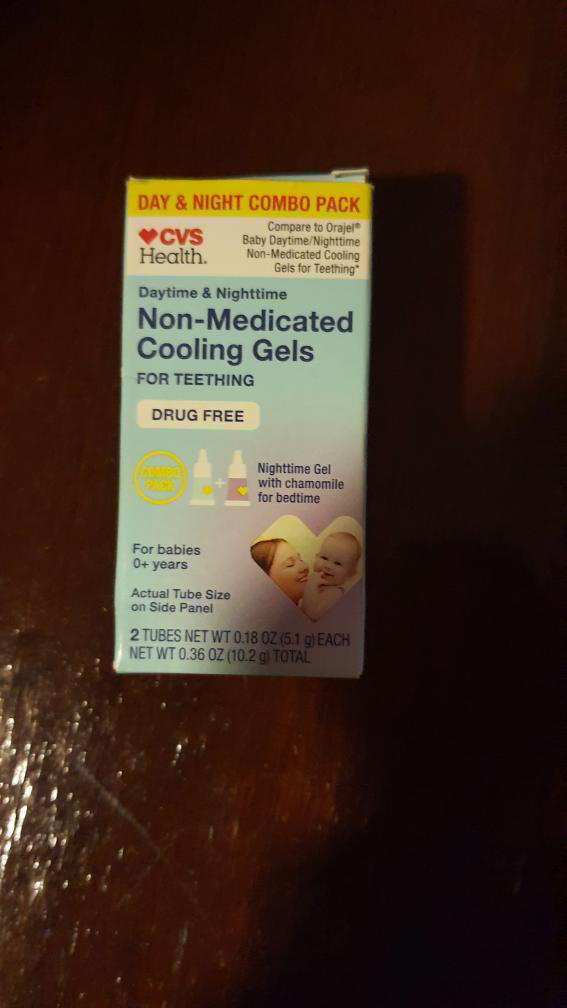 DAY & NIGHT COMBO PACK
CVS
Health.
Compare to Orajel®
Baby Daytime/Nighttime
Non-Medicated Cooling
Gels for Teething*
Daytime & Nighttime
Non-Medicated
Cooling Gels
FOR TEETHING
DRUG FREE
COMBO
PACK
+
Nighttime Gel
with chamomile
for bedtime
For babies
0+ years
Actual Tube Size
on Side Panel
2 TUBES NET WT 0.18 OZ (5.1 g) EACH
NET WT 0.36 OZ (10.2 g) TOTAL